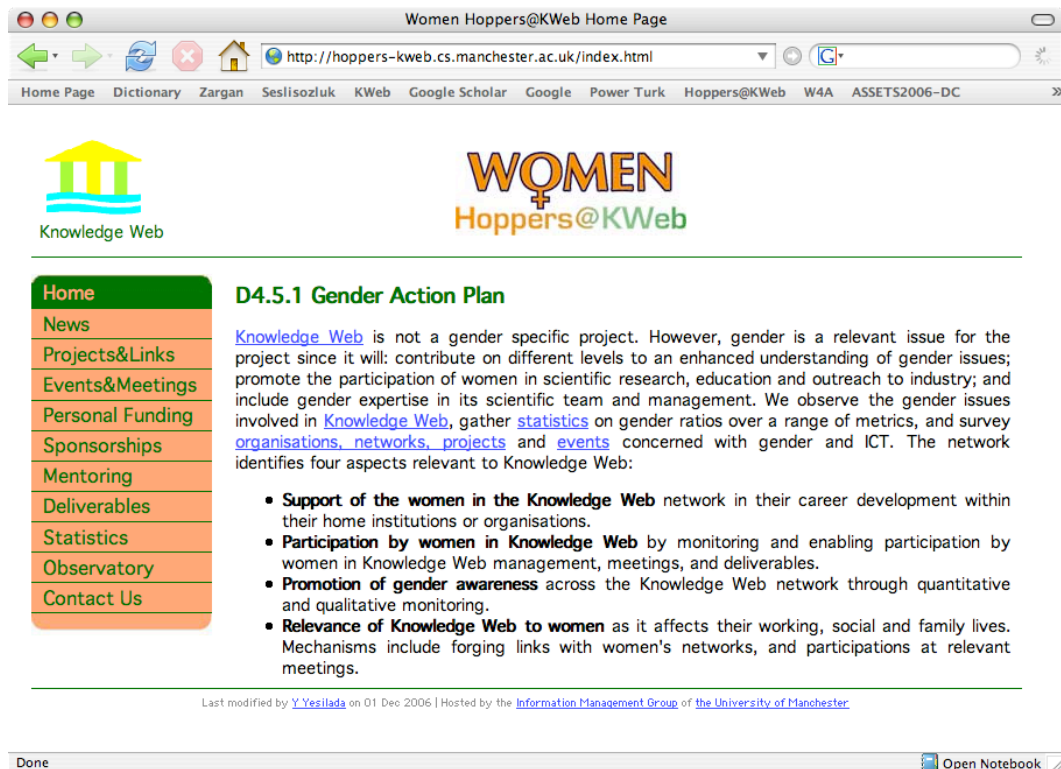 Women Hoppers@KWeb Home Page
http://hoppers-kweb.cs.manchester.ac.uk/index.html
G
Home Page Dictionary Zargan Seslisozluk KWeb Google Scholar Google Power Turk Hoppers@KWeb W4A ASSETS2006-DC »
WOMEN
Hoppers@KWeb
Knowledge Web
Home
News
Projects&Links
Events&Meetings
Personal Funding
Sponsorships
Mentoring
Deliverables
Statistics
Observatory
Contact Us
D4.5.1 Gender Action Plan
Knowledge Web is not a gender specific project. However, gender is a relevant issue for the
project since it will: contribute on different levels to an enhanced understanding of gender issues;
promote the participation of women in scientific research, education and outreach to industry; and
include gender expertise in its scientific team and management. We observe the gender issues
involved in Knowledge Web, gather statistics on gender ratios over a range of metrics, and survey
organisations, networks, projects and events concerned with gender and ICT. The network
identifies four aspects relevant to Knowledge Web:
• Support of the women in the Knowledge Web network in their career development within
their home institutions or organisations.
• Participation by women in Knowledge Web by monitoring and enabling participation by
women in Knowledge Web management, meetings, and deliverables.
• Promotion of gender awareness across the Knowledge Web network through quantitative
and qualitative monitoring.
• Relevance of Knowledge Web to women as it affects their working, social and family lives.
Mechanisms include forging links with women's networks, and participations at relevant
meetings.
Last modified by Y Yesilada on 01 Dec 2006 | Hosted by the Information Management Group of the University of Manchester
Done
Open Notebook